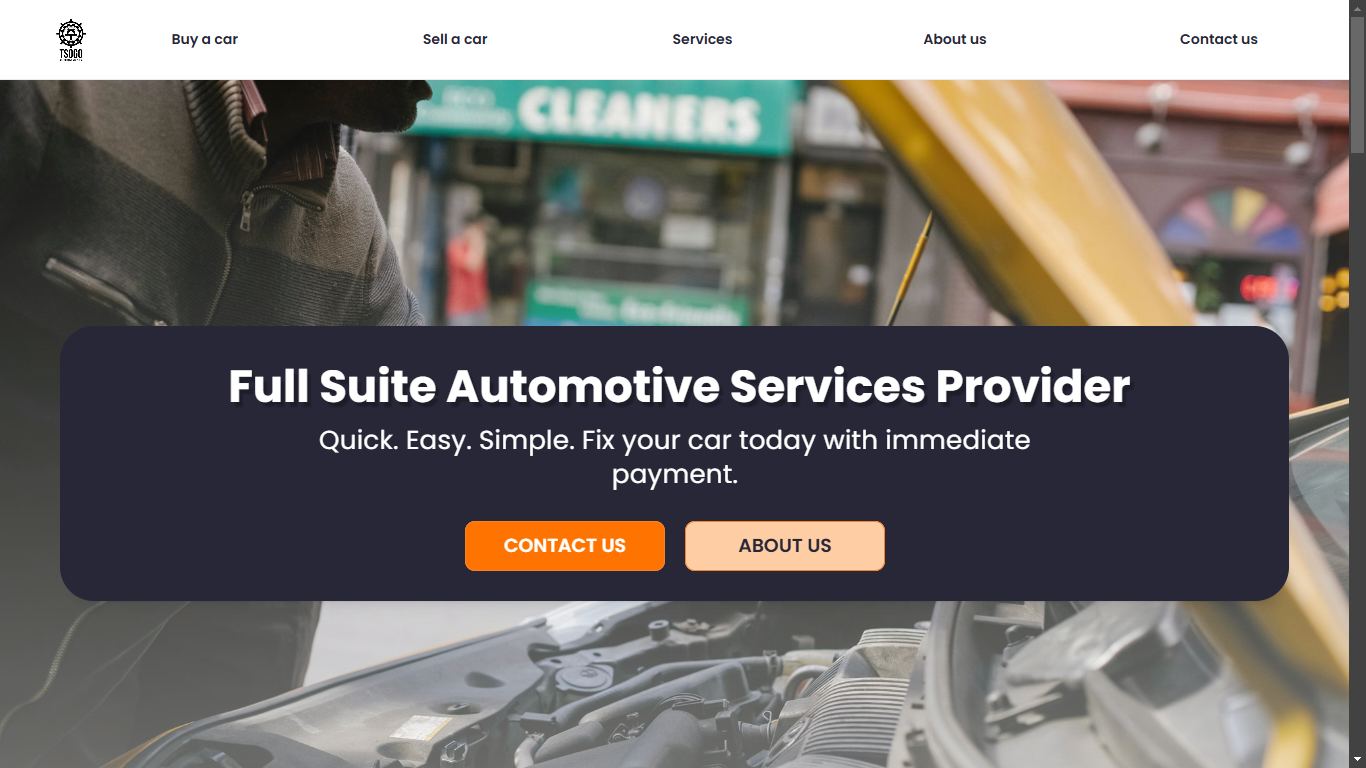 TSOGO
Buy a car
Sell a car
Services
About us
Contact us
CLEANERS
Full Suite Automotive Services Provider
Quick. Easy. Simple. Fix your car today with immediate
payment.
CONTACT US
ABOUT US